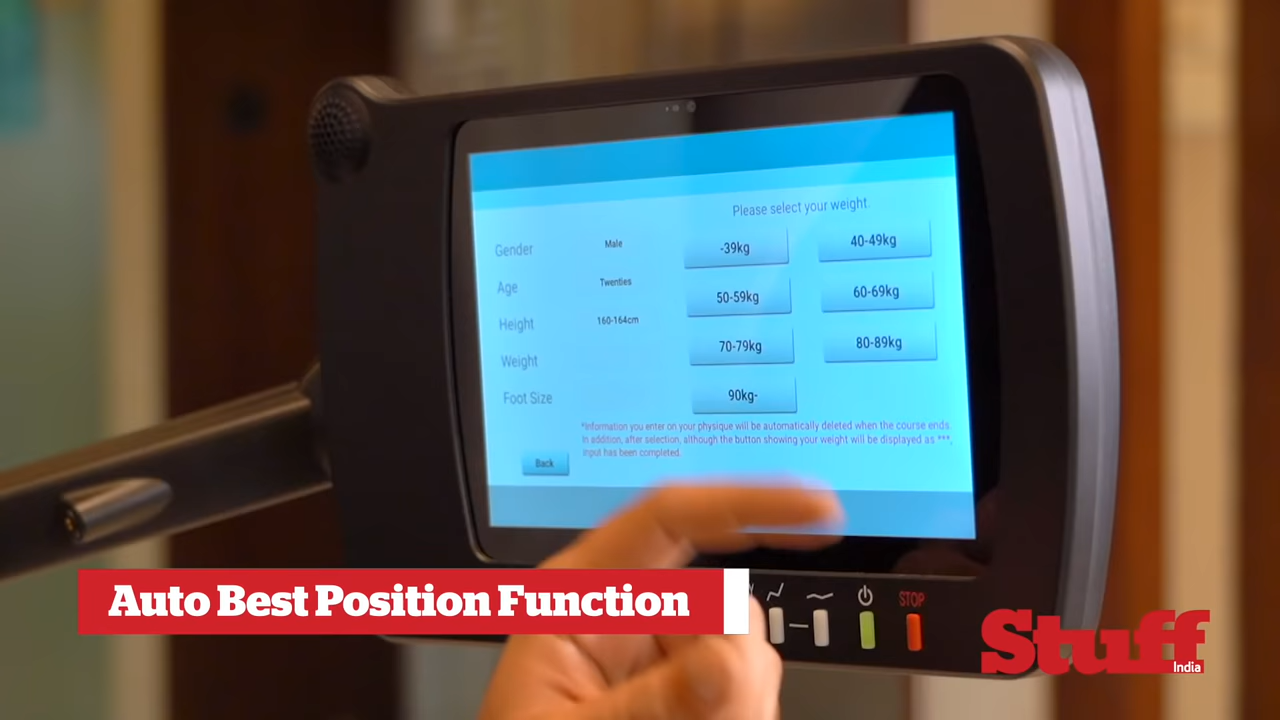 Please select your weight.
Gender Male -39kg 40-49kg
Age Twenties 50-59kg 60-69kg
Height 160-164cm
Weight 70-79kg 80-89kg
Foot Size 90kg-
*Information you enter on your physique will be automatically deleted when the course ends.
In addition, after selection, although the button showing your weight will be displayed as ***,
input has been completed.
Back
Auto Best Position Function
STOP
Stuff
India